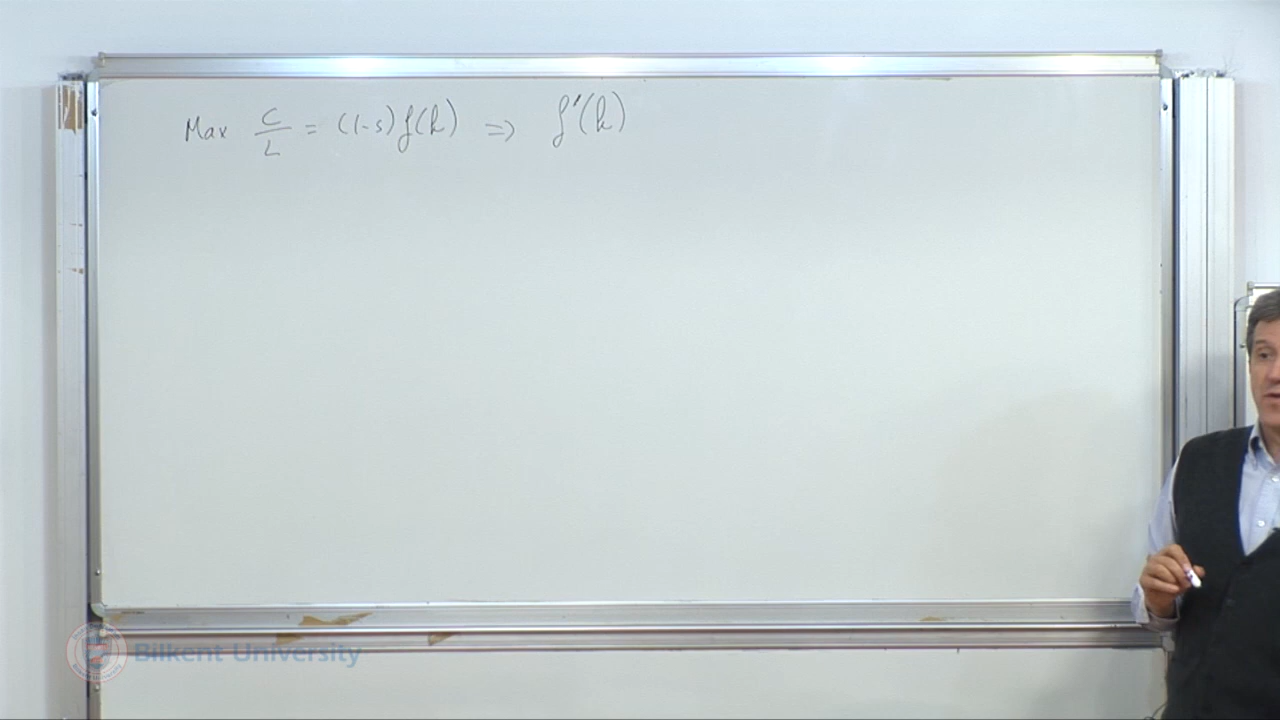 Max C/L = (1-s)f(k) ⇒ f'(k)
Bilkent University